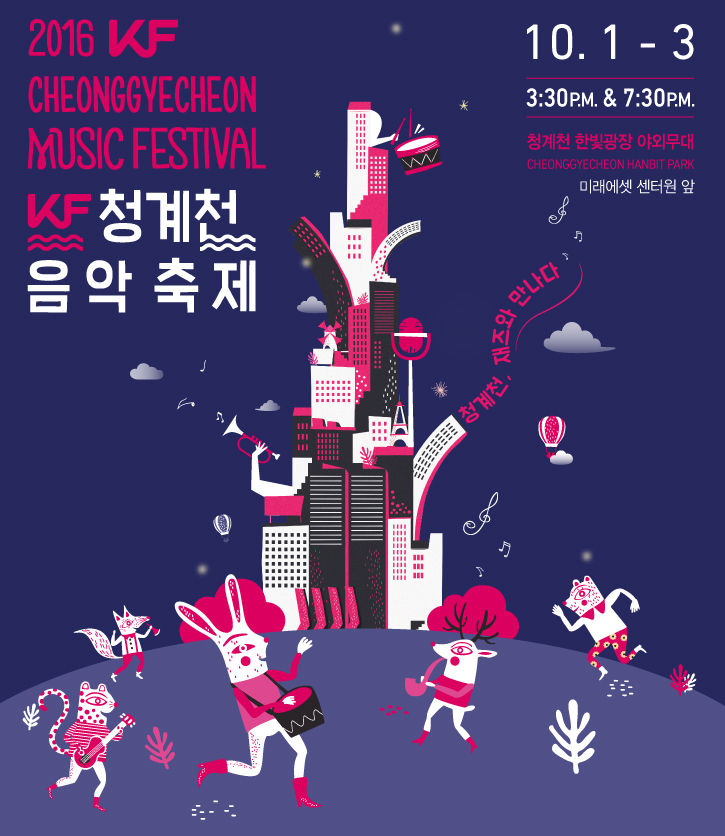 2016 KF
CHEONGGYECHEON
MUSIC FESTIVAL
KF 청계천
음악 축제
10. 1 - 3
3:30P.M. & 7:30P.M.
청계천 한빛광장 야외무대
CHEONGGYECHEON HANBIT PARK
미래에셋 센터원 앞
청계천, 재즈와 만나다